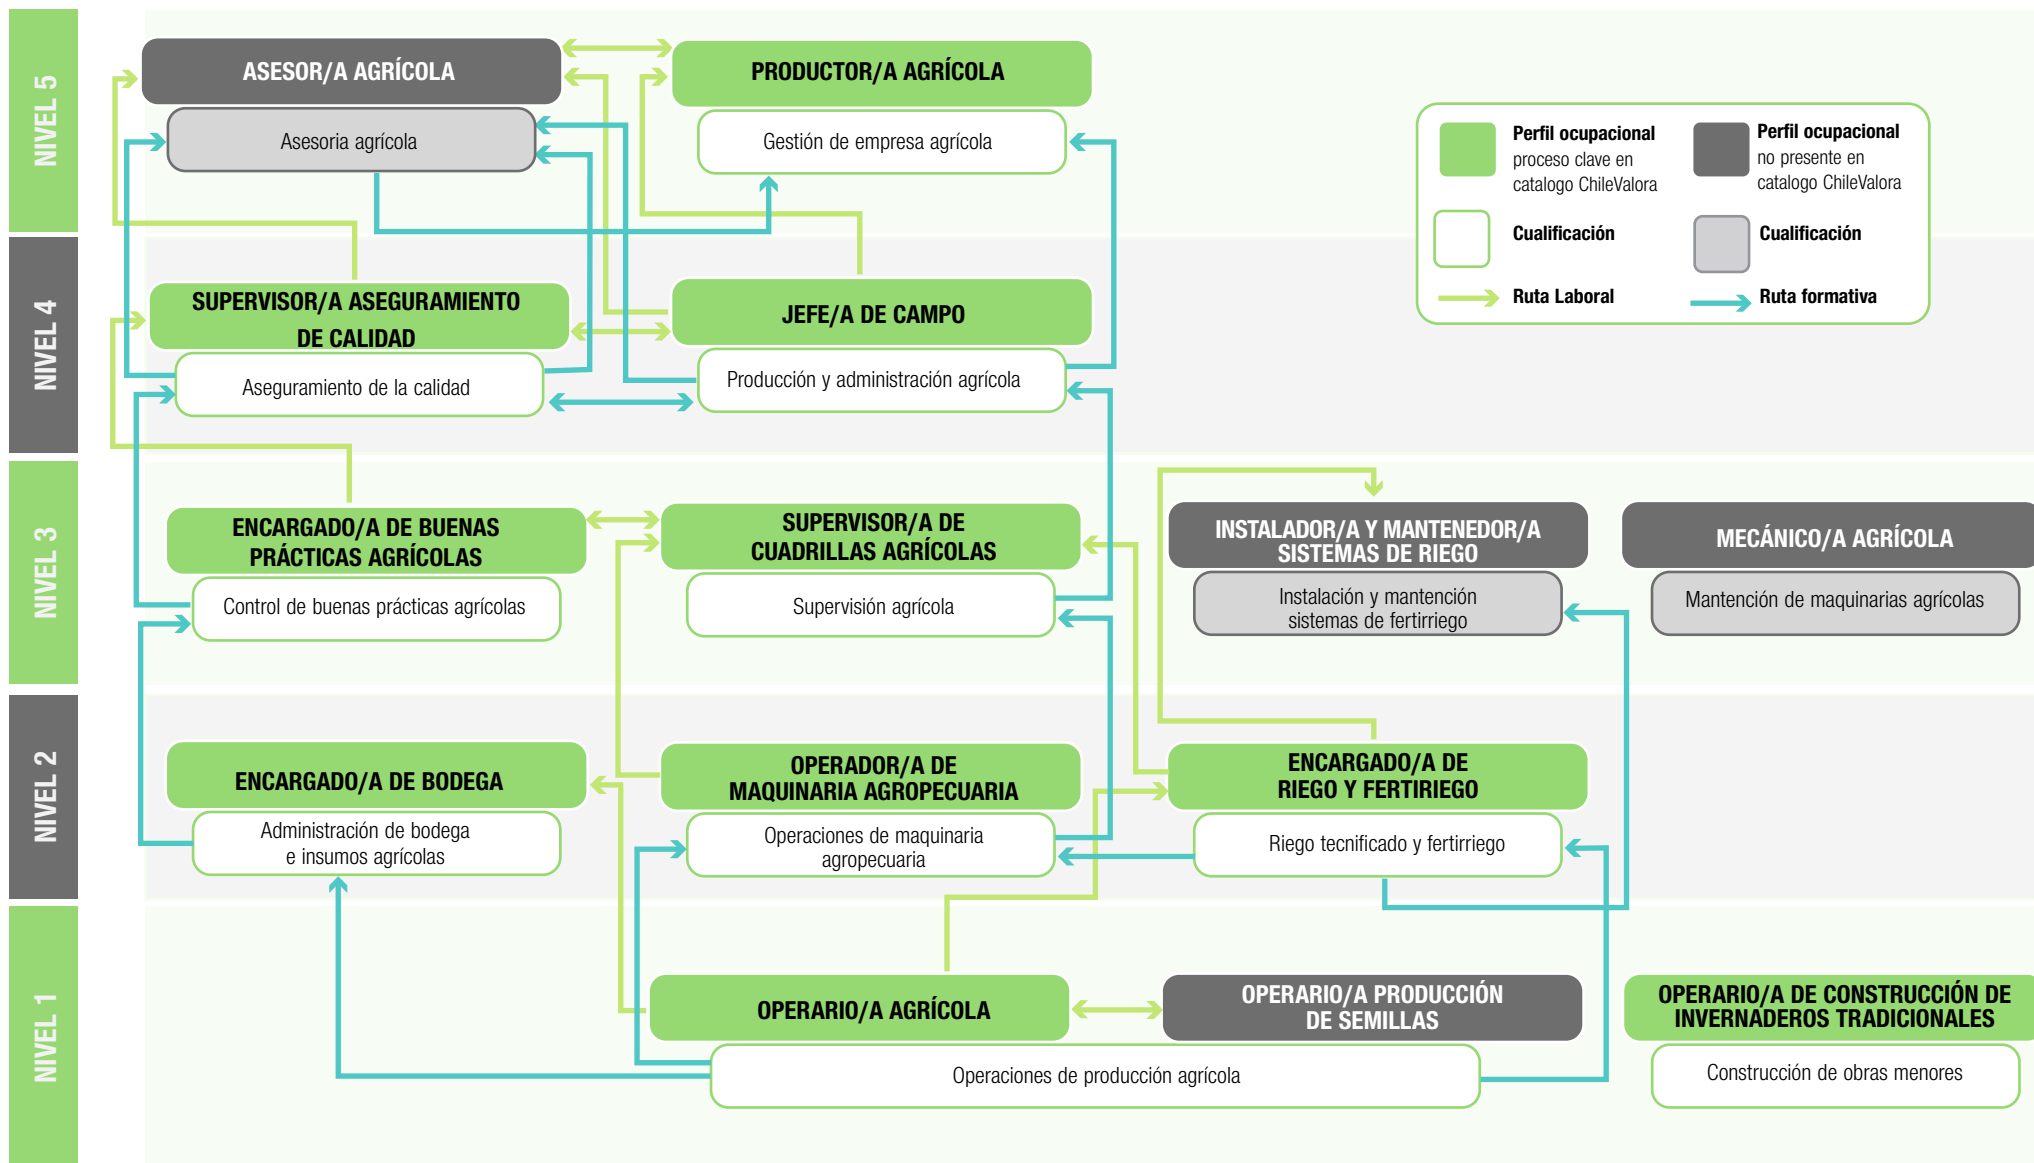 NIVEL 5
ASESOR/A AGRÍCOLA
Asesoria agrícola
PRODUCTOR/A AGRÍCOLA
Gestión de empresa agrícola
Perfil ocupacional
proceso clave en
catalogo ChileValora
Perfil ocupacional
no presente en
catalogo ChileValora
Cualificación
Cualificación
Ruta Laboral
Ruta formativa
NIVEL 4
SUPERVISOR/A ASEGURAMIENTO
DE CALIDAD
Aseguramiento de la calidad
JEFE/A DE CAMPO
Producción y administración agrícola
NIVEL 3
ENCARGADO/A DE BUENAS
PRÁCTICAS AGRÍCOLAS
Control de buenas prácticas agrícolas
SUPERVISOR/A DE
CUADRILLAS AGRÍCOLAS
Supervisión agrícola
INSTALADOR/A Y MANTENEDOR/A
SISTEMAS DE RIEGO
Instalación y mantención
sistemas de fertirriego
MECÁNICO/A AGRÍCOLA
Mantención de maquinarias agrícolas
NIVEL 2
ENCARGADO/A DE BODEGA
Administración de bodega
e insumos agrícolas
OPERADOR/A DE
MAQUINARIA AGROPECUARIA
Operaciones de maquinaria
agropecuaria
ENCARGADO/A DE
RIEGO Y FERTIRIEGO
Riego tecnificado y fertirriego
NIVEL 1
OPERARIO/A AGRÍCOLA
OPERARIO/A PRODUCCIÓN
DE SEMILLAS
Operaciones de producción agrícola
OPERARIO/A DE CONSTRUCCIÓN DE
INVERNADEROS TRADICIONALES
Construcción de obras menores